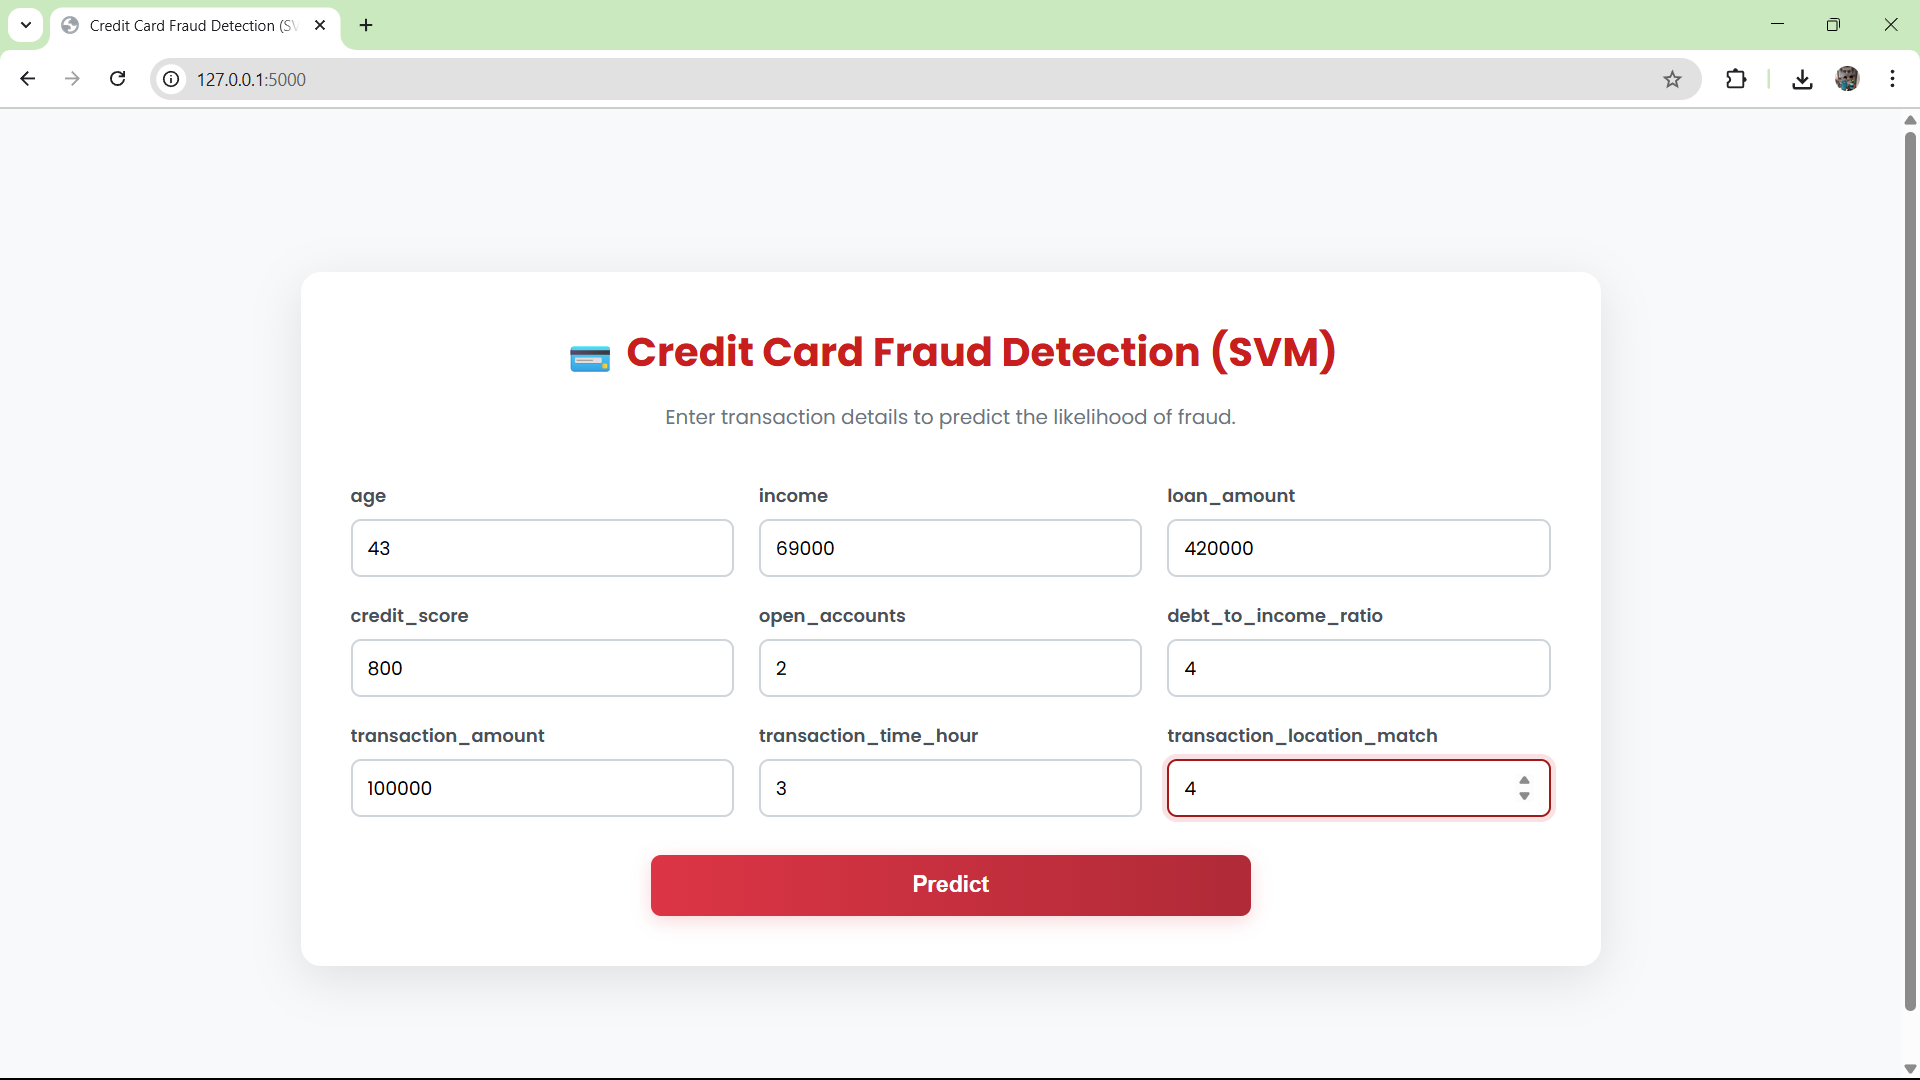 Credit Card Fraud Detection (SV
127.0.0.1:5000
Credit Card Fraud Detection (SVM)
Enter transaction details to predict the likelihood of fraud.
age
income
loan_amount
43
69000
420000
credit_score
open_accounts
debt_to_income_ratio
800
2
4
transaction_amount
transaction_time_hour
transaction_location_match
100000
3
4
Predict